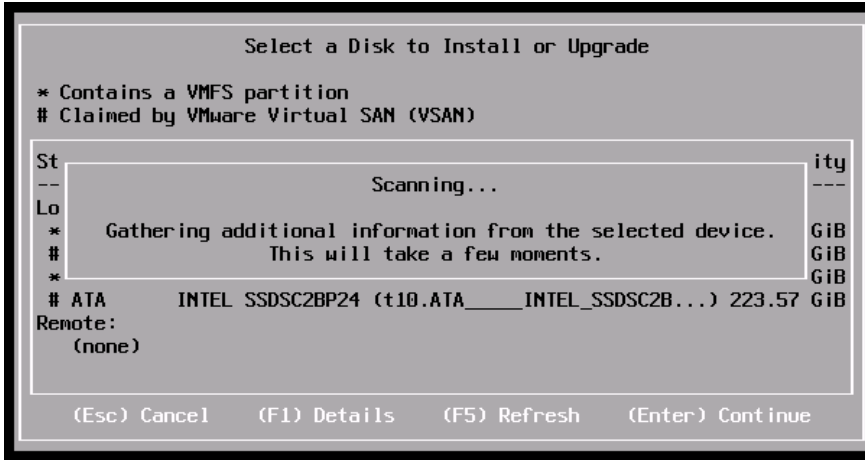 Select a Disk to Install or Upgrade
* Contains a VMFS partition
# Claimed by VMware Virtual SAN (VSAN)
St ity
-- Scanning... ---
Lo
* Gathering additional information from the selected device. GiB
# This will take a few moments. GiB
* GiB
# ATA INTEL SSDSC2BP24 (t10.ATA_____INTEL_SSDSC2B...) 223.57 GiB
Remote:
(none)
(Esc) Cancel (F1) Details (F5) Refresh (Enter) Continue